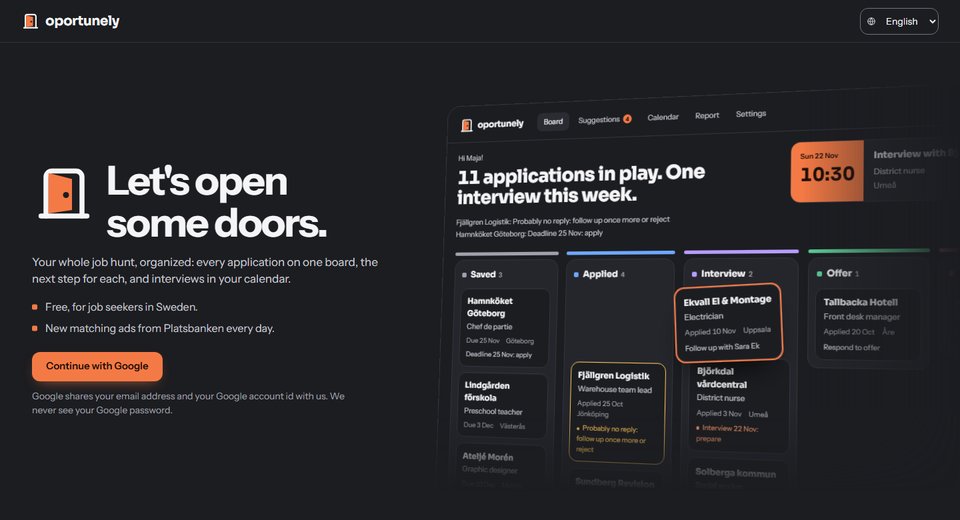 oportunely
English
Let's open
some doors.
Your whole job hunt, organized: every application on one board, the
next step for each, and interviews in your calendar.
Free, for job seekers in Sweden.
New matching ads from Platsbanken every day.
Continue with Google
Google shares your email address and your Google account id with us. We
never see your Google password.
oportunely
Board
Suggestions 4
Calendar
Report
Settings
Hi Maja!
11 applications in play. One
interview this week.
Fjällgren Logistik: Probably no reply: follow up once more or reject
Hamnköket Göteborg: Deadline 25 Nov: apply
Sun 22 Nov
10:30
Interview with
District nurse
Umeå
Saved 3
Hamnköket
Göteborg
Chef de partie
Due 25 Nov Göteborg
Deadline 25 Nov: apply
Lindgården
förskola
Preschool teacher
Due 3 Dec Västerås
Ateljé Morén
Graphic designer
Applied 4
Fjällgren Logistik
Warehouse team lead
Applied 25 Oct
Jönköping
Probably no reply:
follow up once more or
reject
Sundberg Revision
Interview 2
Ekvall El & Montage
Electrician
Applied 10 Nov Uppsala
Follow up with Sara Ek
Björkdal
vårdcentral
District nurse
Applied 3 Nov Umeå
Interview 22 Nov:
prepare
Solberga kommun
Offer 1
Tallbacka Hotell
Front desk manager
Applied 20 Oct Åre
Respond to offer